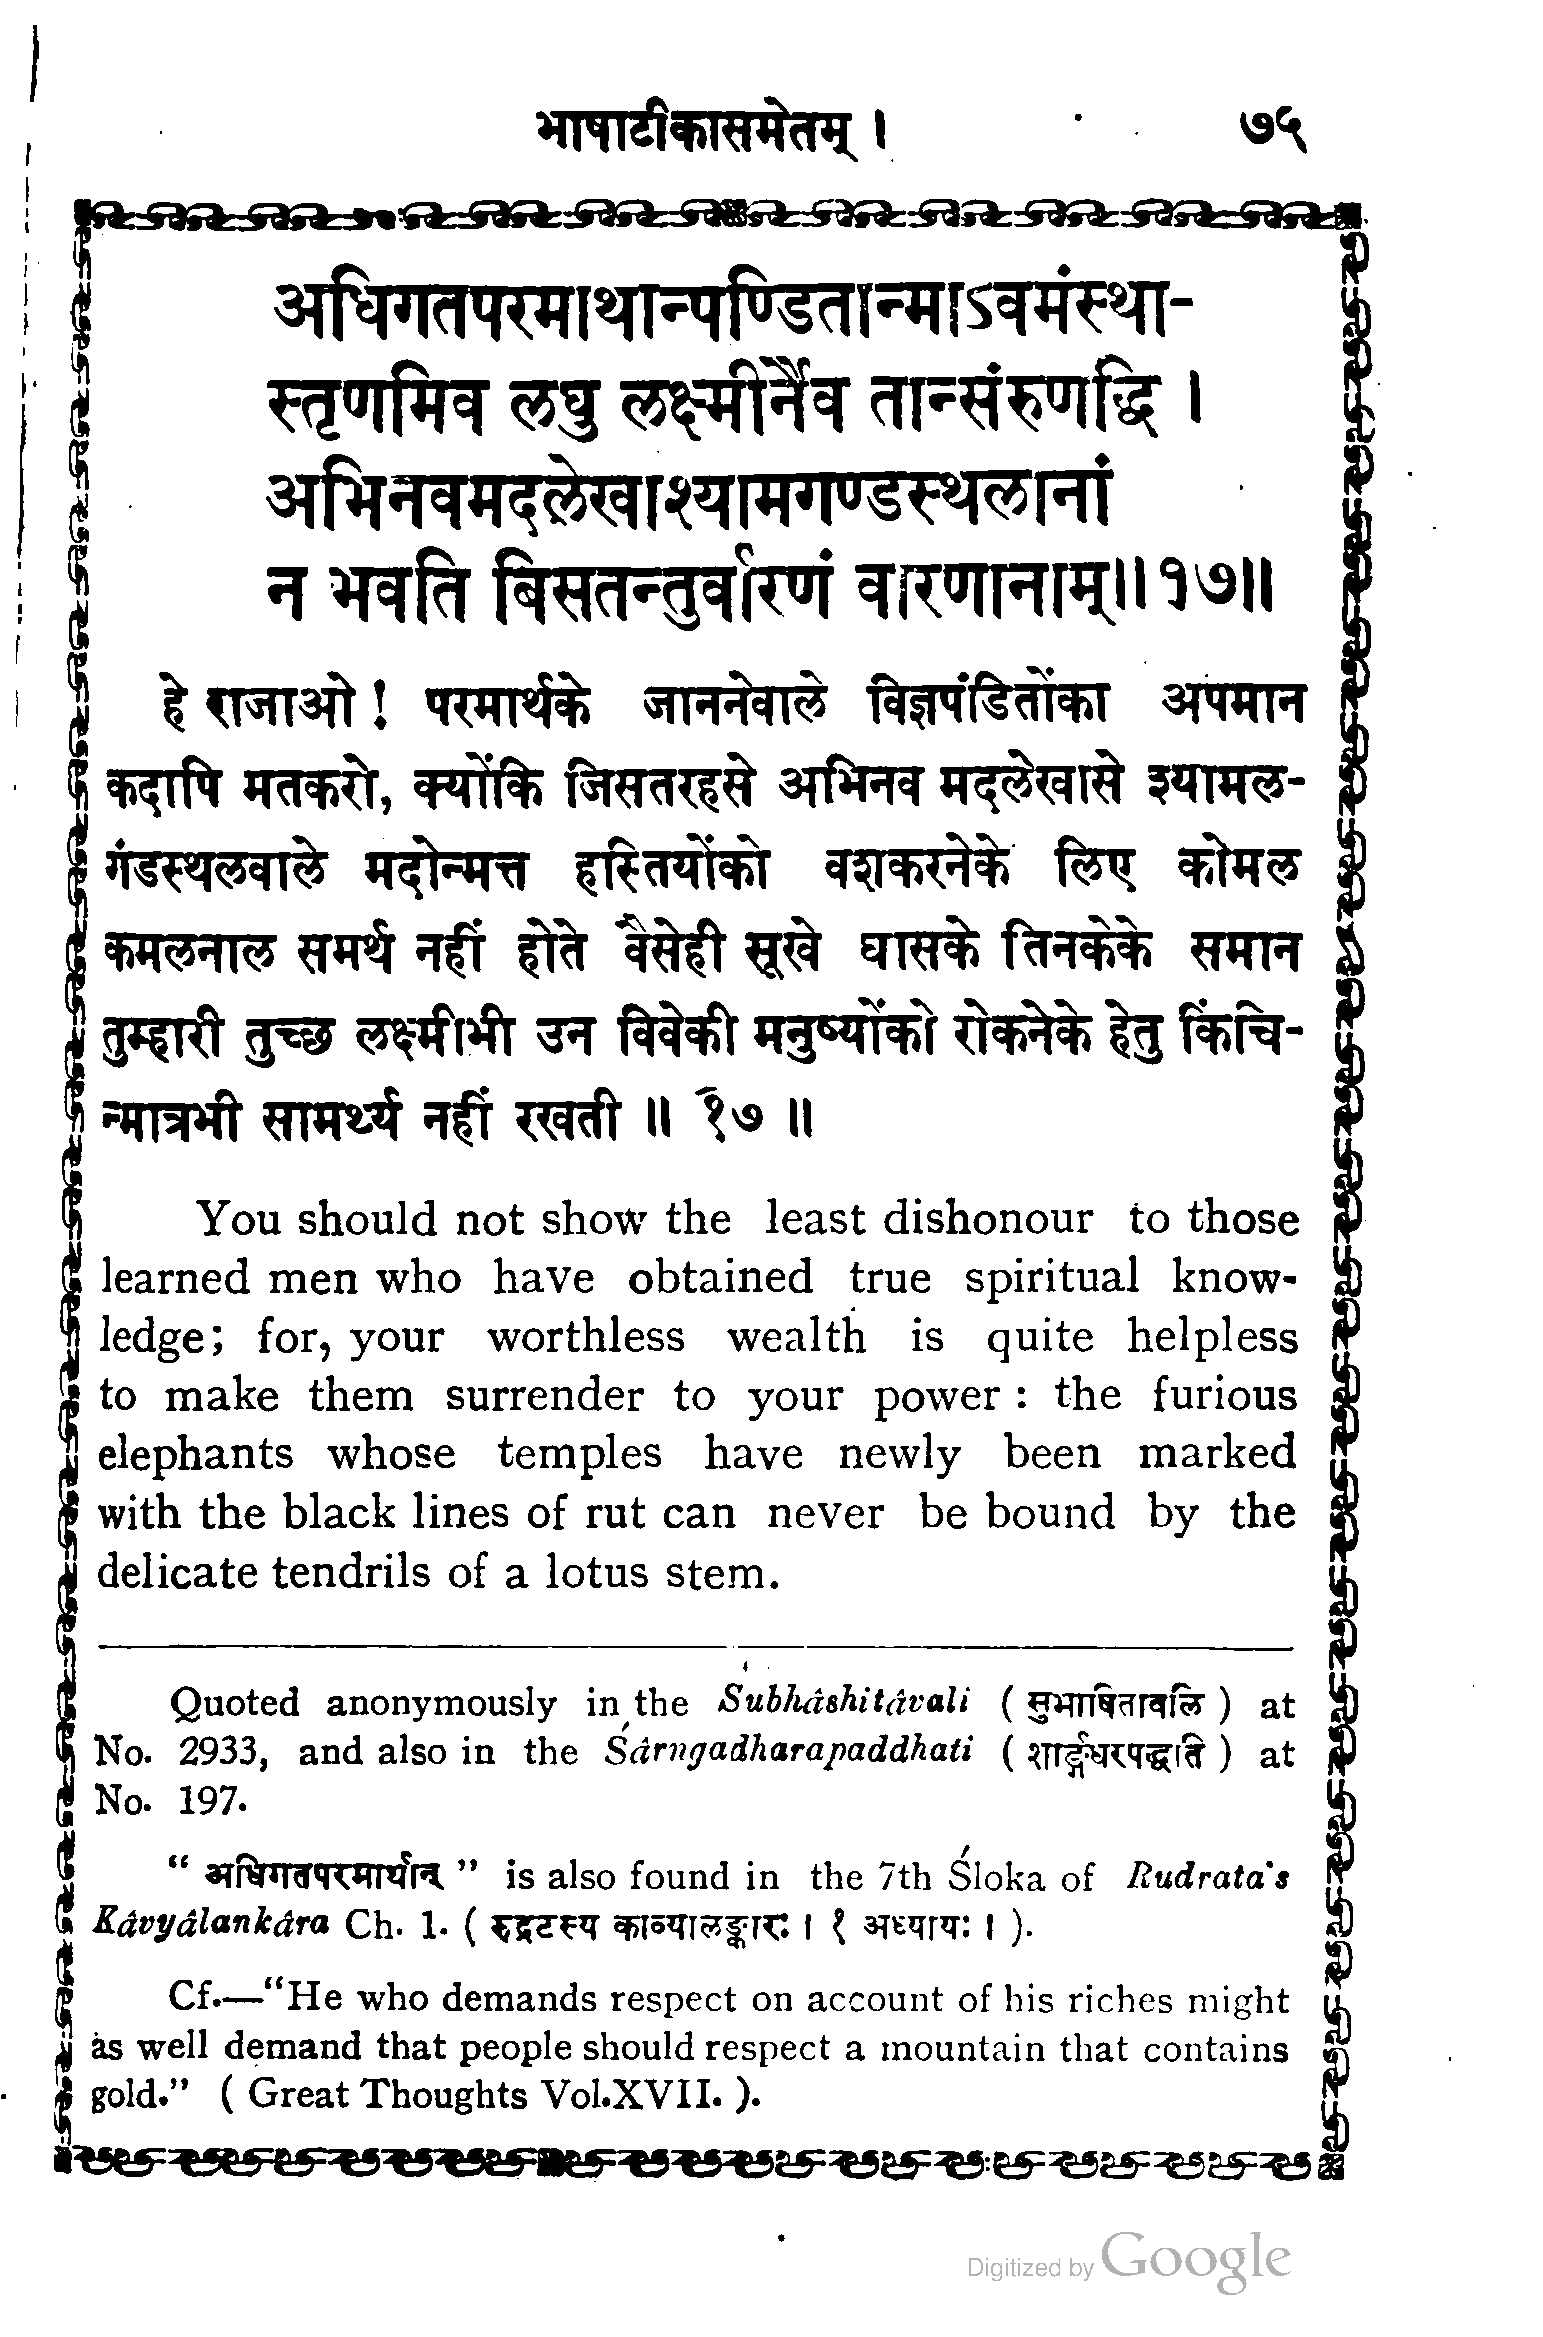 भाषाटीकासमेतम् । ७५
अधिगतपरमाथान्पण्डितान्माऽवमंस्था-
स्तृणमिव लघु लक्ष्मीर्नैव तान्संरुणद्धि ।
अभिनवमदलेखाश्यामगण्डस्थलानां
न भवति बिसतन्तुर्वारणं वारणानाम्॥१७॥
हे राजाओ ! परमार्थके जाननेवाले विज्ञपंडितोंका अपमान
कदापि मतकरो, क्योंकि जिसतरहसे अभिनव मदलेखासे श्यामल-
गंडस्थलवाले मदोन्मत्त हस्तियोंको वशकरनेके लिए कोमल
कमलनाल समर्थ नहीं होते वैसेही सूखे घासके तिनकेके समान
तुम्हारी तुच्छ लक्ष्मीभी उन विवेकी मनुष्योंको रोकनेके हेतु किंचि-
न्मात्रभी सामर्थ्य नहीं रखती ॥ १७ ॥
You should not show the least dishonour to those
learned men who have obtained true spiritual know-
ledge; for, your worthless wealth is quite helpless
to make them surrender to your power : the furious
elephants whose temples have newly been marked
with the black lines of rut can never be bound by the
delicate tendrils of a lotus stem.
Quoted anonymously in the Subhâshitâvali ( सुभाषितावलि ) at
No. 2933, and also in the Śârngadharapaddhati ( शार्ङ्गधरपद्धति ) at
No. 197.
“ अधिगतपरमार्थान् ” is also found in the 7th Śloka of Rudrata's
Kâvyâlankâra Ch. 1. ( रुद्रटस्य काव्यालङ्कारः । १ अध्यायः । ).
Cf.—“He who demands respect on account of his riches might
as well demand that people should respect a mountain that contains
gold.” ( Great Thoughts Vol.XVII. ).
Digitized by Google